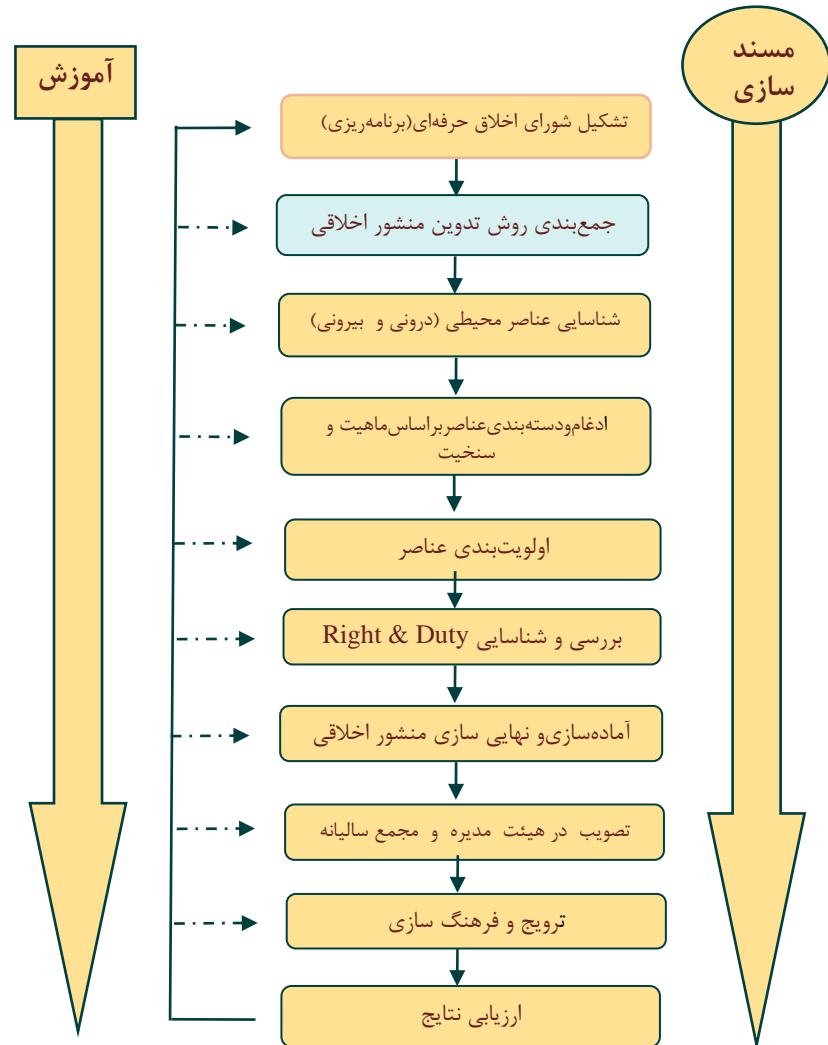 مسند
سازی
آموزش
تشکیل شورای اخلاق حرفه‌ای(برنامه‌ریزی)
جمع‌بندی روش تدوین منشور اخلاقی
شناسایی عناصر محیطی (درونی و بیرونی)
ادغام‌ودسته‌بندی‌عناصربراساس‌ماهیت و
سنخیت
اولویت‌بندی عناصر
بررسی و شناسایی Right & Duty
آماده‌سازی‌و نهایی سازی منشور اخلاقی
تصویب در هیئت مدیره و مجمع سالیانه
ترویج و فرهنگ سازی
ارزیابی نتایج